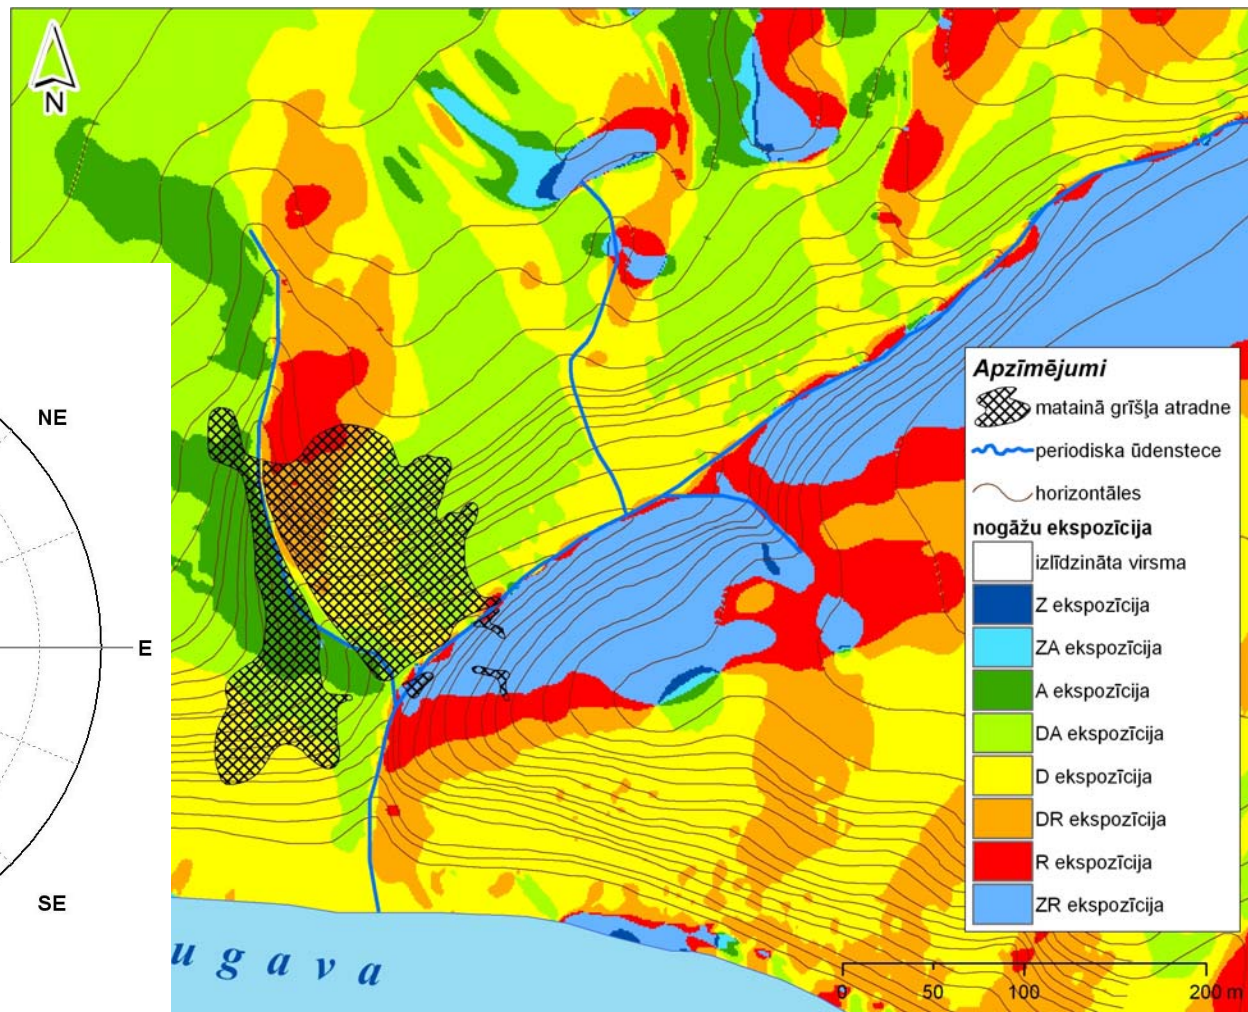 N
NE
E
SE
Apzīmējumi
matainā grīšļa atradne
periodiska ūdenstece
horizontāles
nogāžu ekspozīcija
izlīdzināta virsma
Z ekspozīcija
ZA ekspozīcija
A ekspozīcija
DA ekspozīcija
D ekspozīcija
DR ekspozīcija
R ekspozīcija
ZR ekspozīcija
ugava
0 50 100 200 m